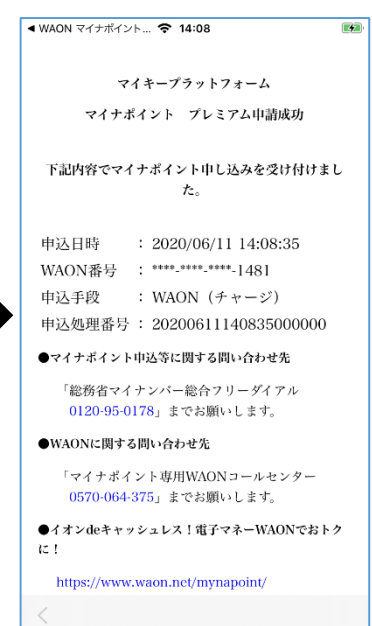 ◀ WAON マイナポイント... 14:08
マイキープラットフォーム
マイナポイント プレミアム申請成功
下記内容でマイナポイント申し込みを受け付けまし
た。
申込日時 : 2020/06/11 14:08:35
WAON番号 : ****-****-****-1481
申込手段 : WAON（チャージ）
申込処理番号 : 20200611140835000000
●マイナポイント申込等に関する問い合わせ先
「総務省マイナンバー総合フリーダイアル
0120-95-0178」までお願いします。
●WAONに関する問い合わせ先
「マイナポイント専用WAONコールセンター
0570-064-375」までお願いします。
●イオンdeキャッシュレス！電子マネーWAONでおトク
に！
https://www.waon.net/mynapoint/